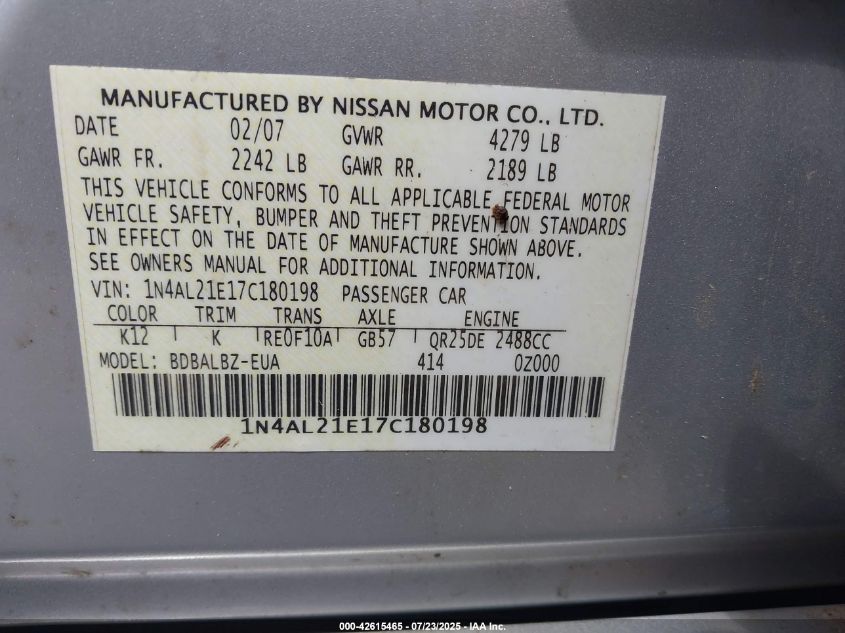 MANUFACTURED BY NISSAN MOTOR CO., LTD.
DATE 02/07 GVWR 4279 LB
GAWR FR. 2242 LB GAWR RR. 2189 LB
THIS VEHICLE CONFORMS TO ALL APPLICABLE FEDERAL MOTOR
VEHICLE SAFETY, BUMPER AND THEFT PREVENTION STANDARDS
IN EFFECT ON THE DATE OF MANUFACTURE SHOWN ABOVE.
SEE OWNERS MANUAL FOR ADDITIONAL INFORMATION.
VIN: 1N4AL21E17C180198 PASSENGER CAR
COLOR TRIM TRANS AXLE ENGINE
K12 K RE0F10A GB57 QR25DE 2488CC
MODEL: BDBALBZ-EUA 414 0Z000
1N4AL21E17C180198
000-42615465 - 07/23/2025 - IAA Inc.